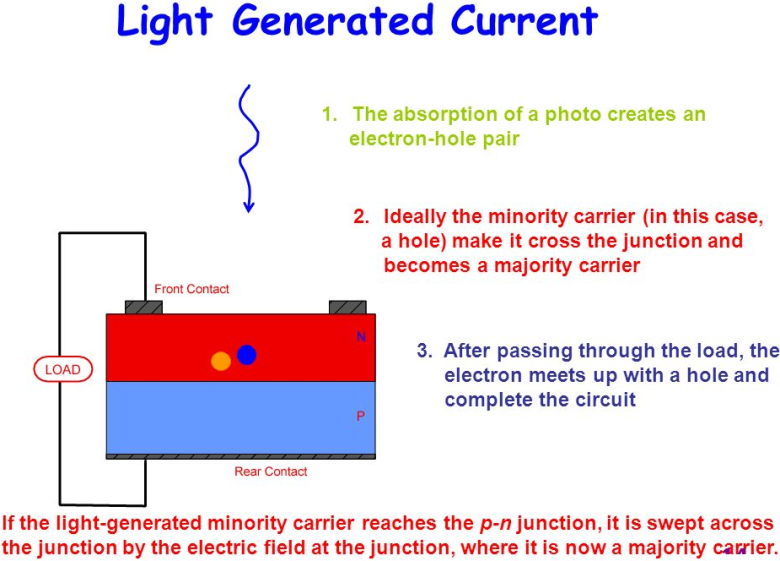 Light Generated Current
1. The absorption of a photo creates an
electron-hole pair
2. Ideally the minority carrier (in this case,
a hole) make it cross the junction and
becomes a majority carrier
Front Contact
N
3. After passing through the load, the
electron meets up with a hole and
complete the circuit
LOAD
P
Rear Contact
If the light-generated minority carrier reaches the p-n junction, it is swept across
the junction by the electric field at the junction, where it is now a majority carrier.